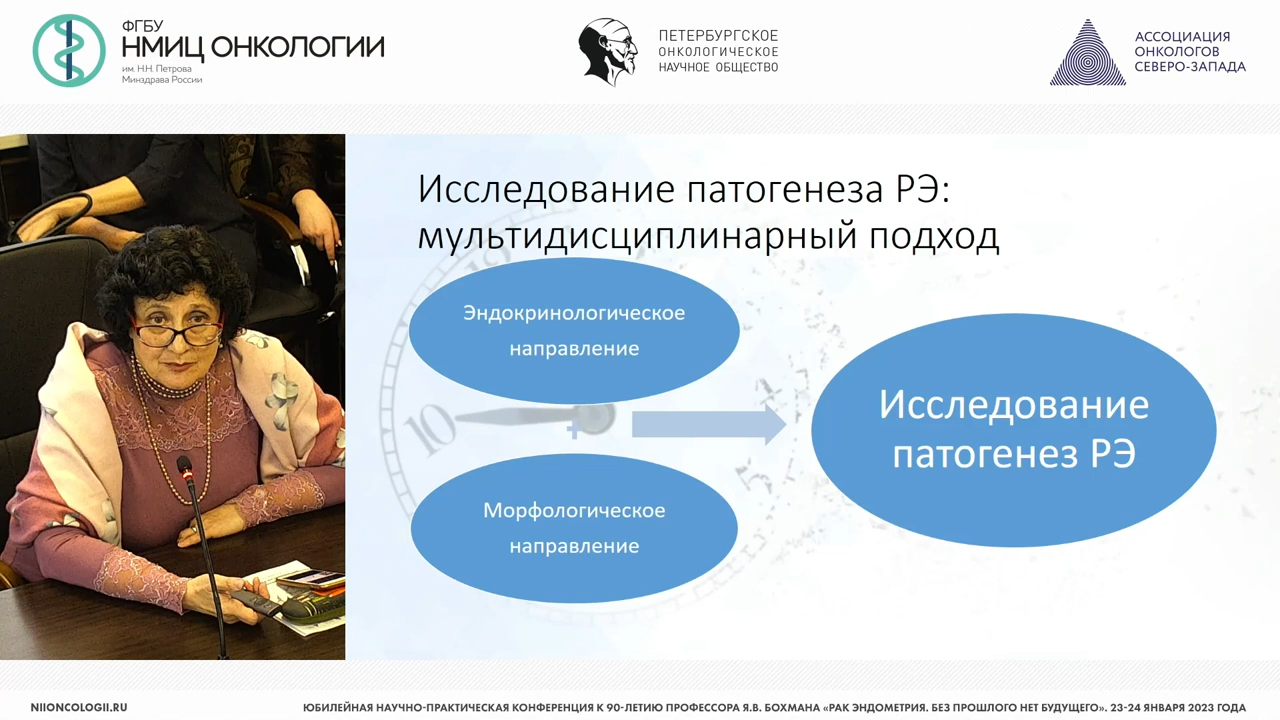 ФГБУ
НМИЦ ОНКОЛОГИИ
им. Н.Н. Петрова
Минздрава России
ПЕТЕРБУРГСКОЕ
ОНКОЛОГИЧЕСКОЕ
НАУЧНОЕ ОБЩЕСТВО
АССОЦИАЦИЯ
ОНКОЛОГОВ
СЕВЕРО-ЗАПАДА
Исследование патогенеза РЭ:
мультидисциплинарный подход
Эндокринологическое
направление
10
+
Морфологическое
направление
Исследование
патогенез РЭ
NIIONCOLOGII.RU
ЮБИЛЕЙНАЯ НАУЧНО-ПРАКТИЧЕСКАЯ КОНФЕРЕНЦИЯ К 90-ЛЕТИЮ ПРОФЕССОРА Я.В. БОХМАНА «РАК ЭНДОМЕТРИЯ. БЕЗ ПРОШЛОГО НЕТ БУДУЩЕГО». 23-24 ЯНВАРЯ 2023 ГОДА